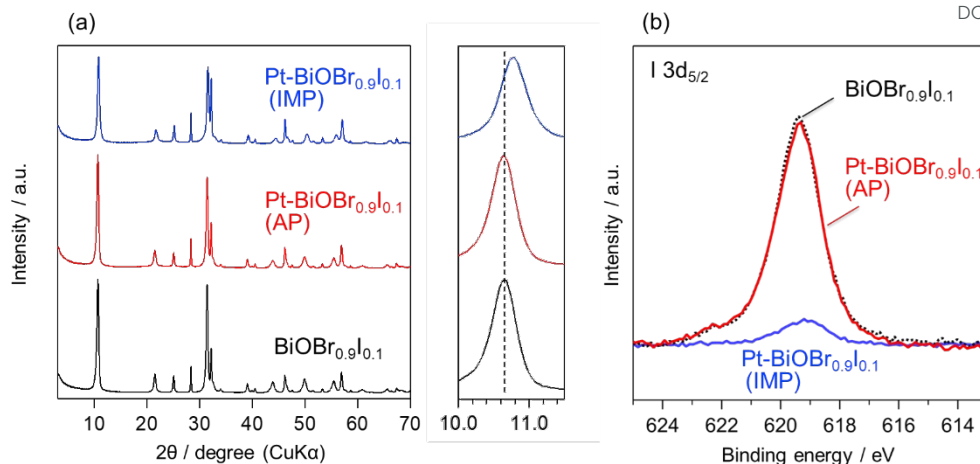 (a)
Intensity / a.u.
Pt-BiOBr0.9I0.1
(IMP)
Pt-BiOBr0.9I0.1
(AP)
BiOBr0.9I0.1
10 20 30 40 50 60 70
2θ / degree (CuKα)
10.0 11.0
(b)
DO
I 3d5/2
Intensity / a.u.
BiOBr0.9I0.1
Pt-BiOBr0.9I0.1
(AP)
Pt-BiOBr0.9I0.1
(IMP)
624 622 620 618 616 614
Binding energy / eV